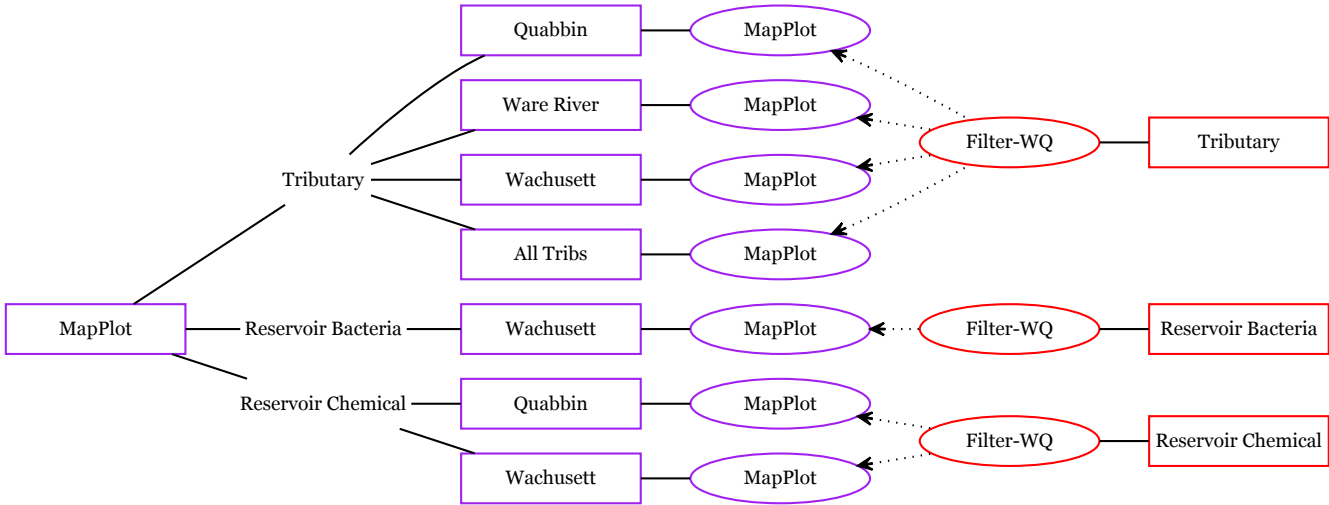 Quabbin
MapPlot
Ware River
MapPlot
Filter-WQ
Tributary
Tributary
Wachusett
MapPlot
All Tribs
MapPlot
MapPlot
Reservoir Bacteria
Wachusett
MapPlot
Filter-WQ
Reservoir Bacteria
Reservoir Chemical
Quabbin
MapPlot
Filter-WQ
Reservoir Chemical
Wachusett
MapPlot